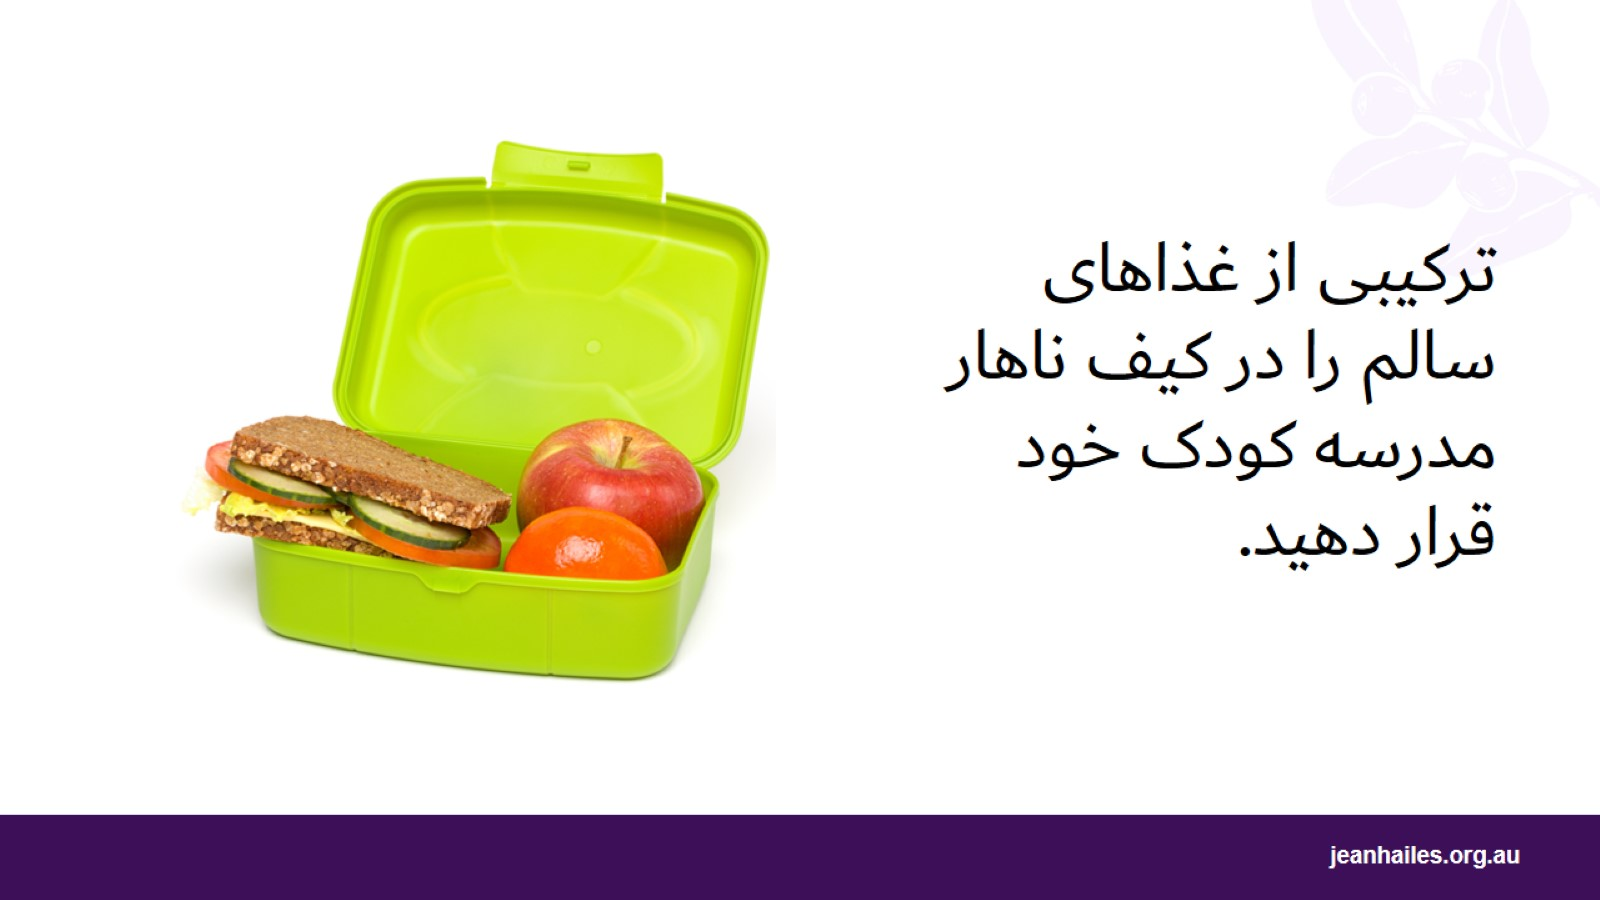 ترکیبی از غذاهای
سالم را در کیف ناهار
مدرسه کودک خود
قرار دهید.
jeanhailes.org.au